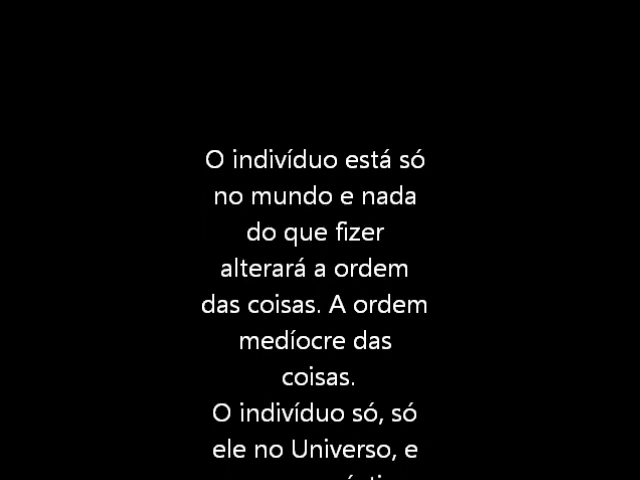 O indivíduo está só
no mundo e nada
do que fizer
alterará a ordem
das coisas. A ordem
medíocre das
coisas.
O indivíduo só, só
ele no Universo, e